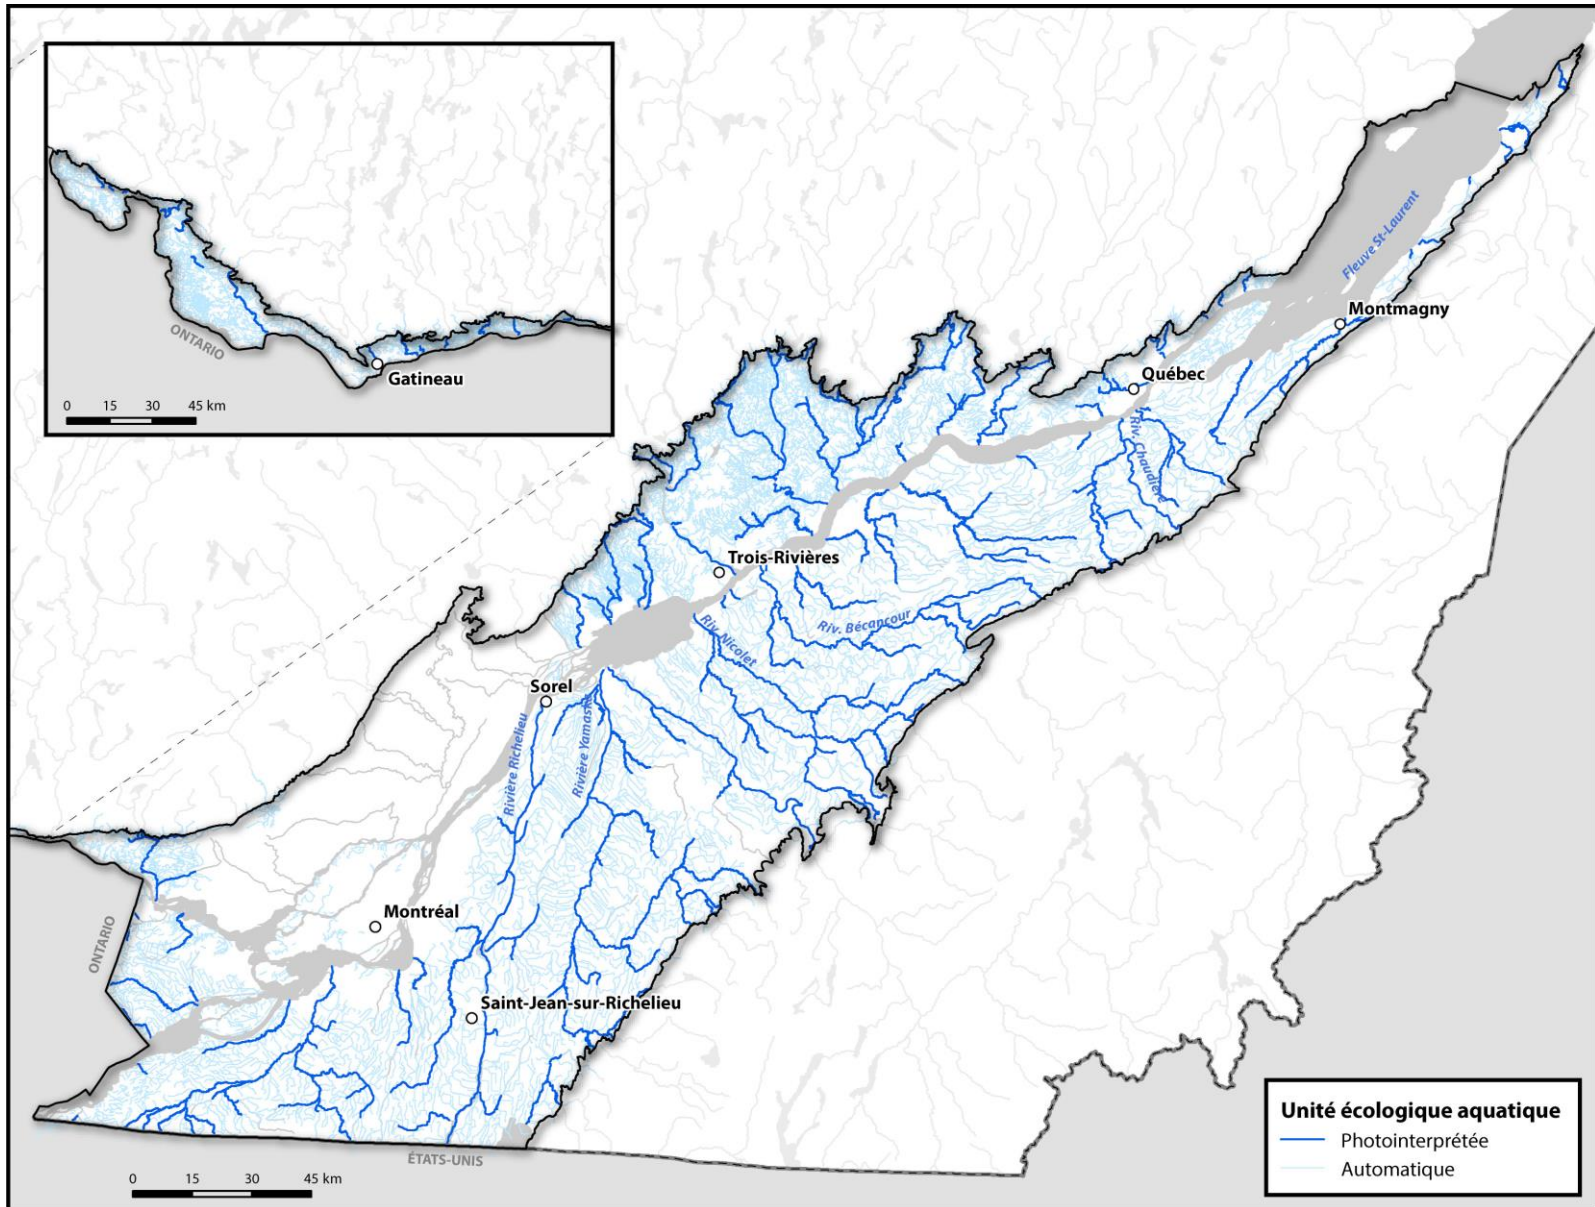 ONTARIO
Gatineau
0 15 30 45 km
Fleuve St-Laurent
Montmagny
Québec
Riv. Chaudière
Trois-Rivières
Riv. Bécancour
Riv. Nicolet
Sorel
Rivière Richelieu
Rivière Yamaska
Montréal
ONTARIO
Saint-Jean-sur-Richelieu
ÉTATS-UNIS
0 15 30 45 km
Unité écologique aquatique
Photointerprétée
Automatique